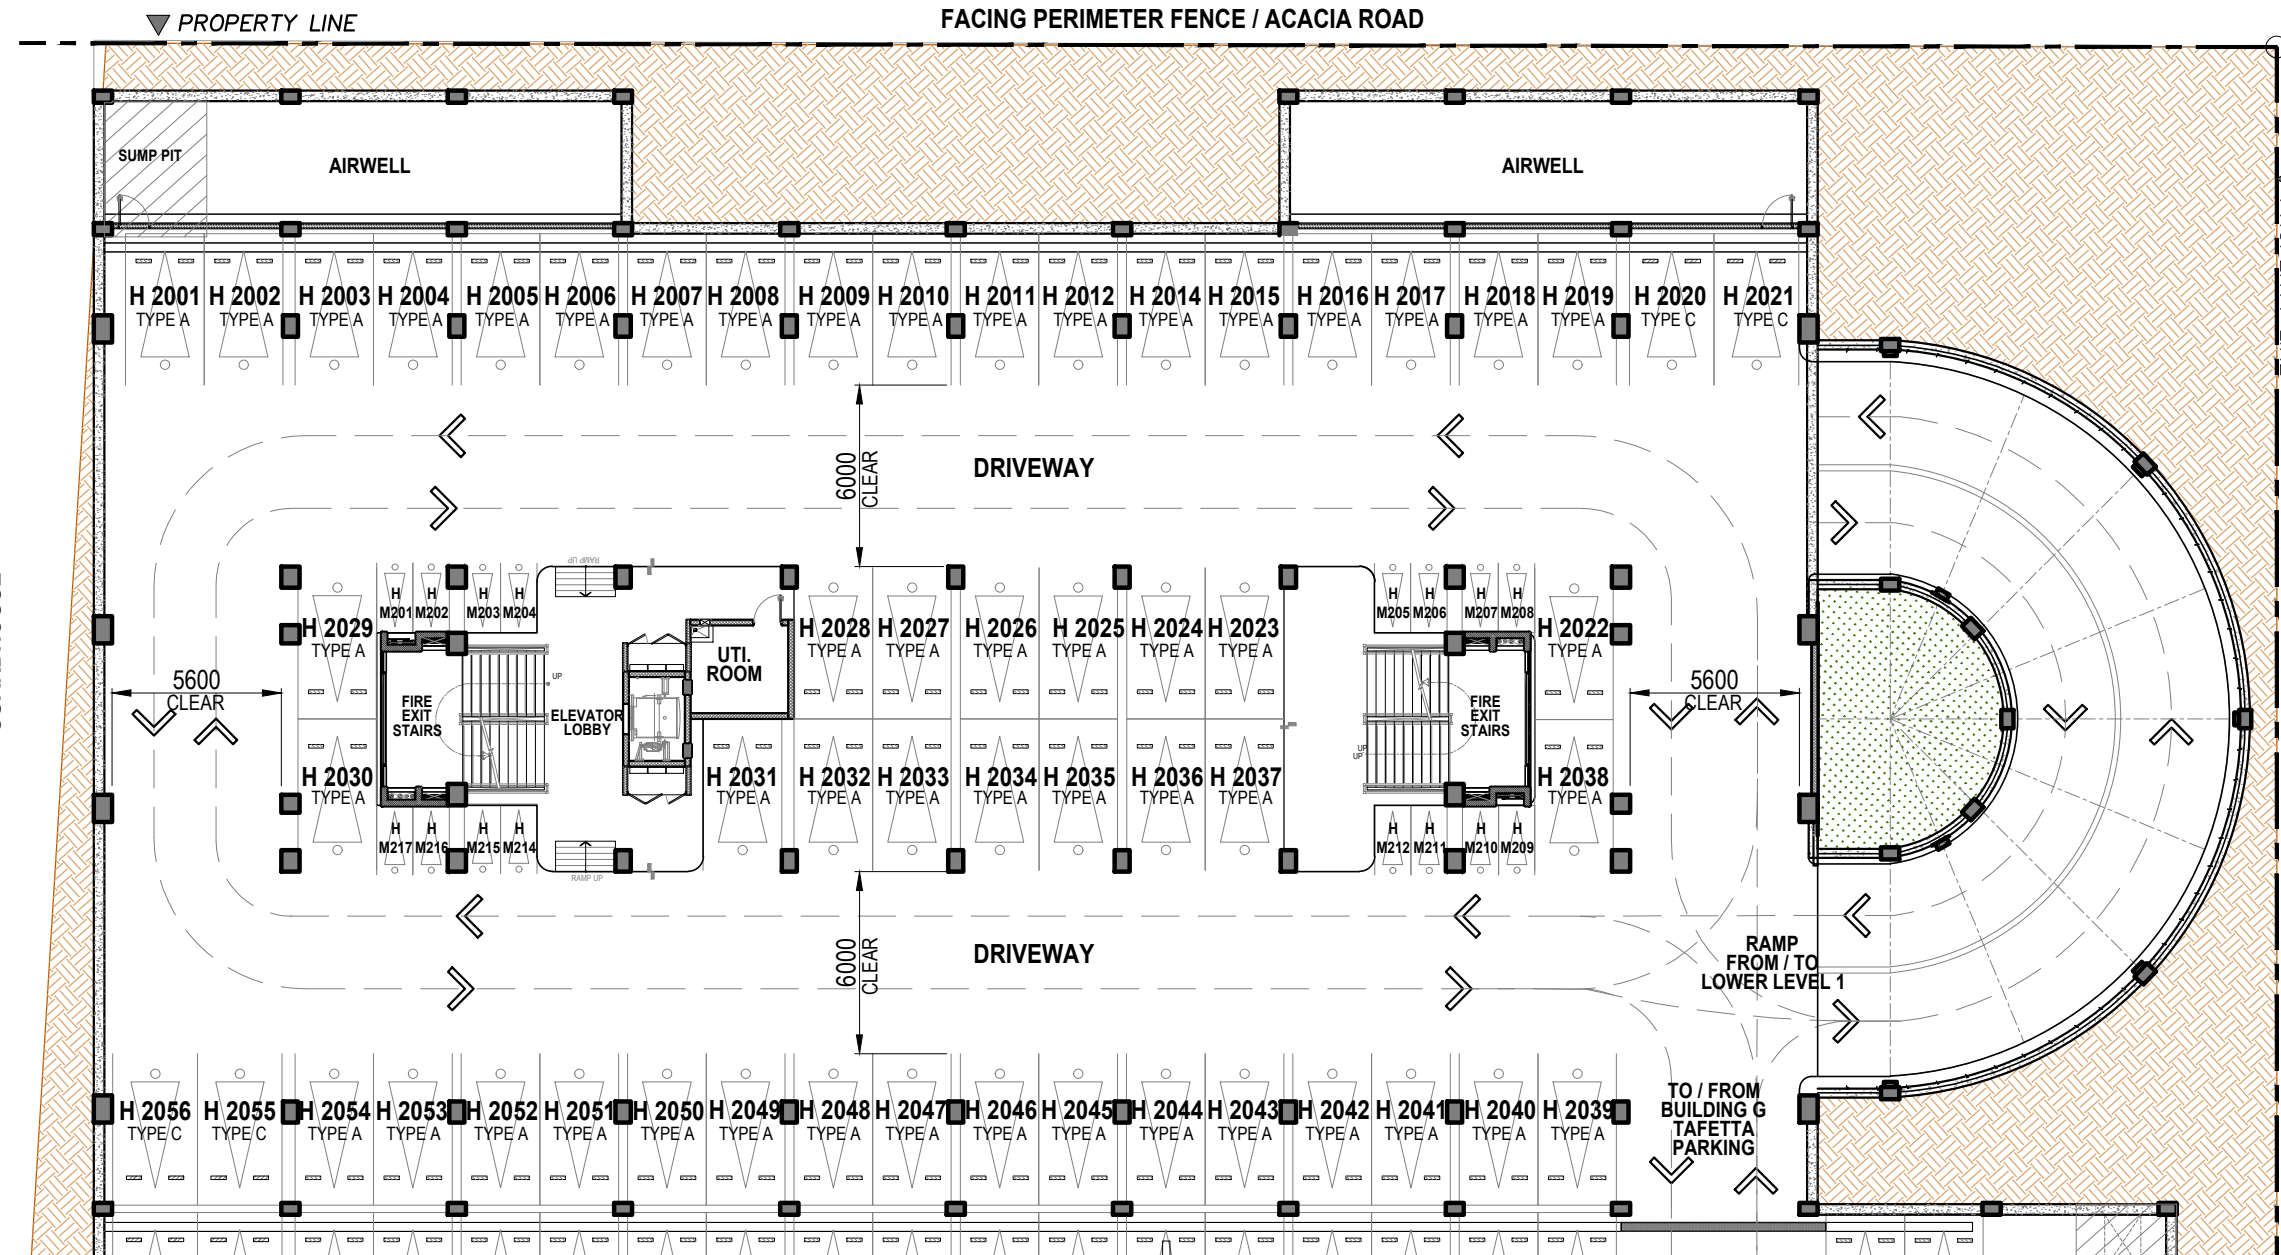 PROPERTY LINE
FACING PERIMETER FENCE / ACACIA ROAD
SUMP PIT
AIRWELL
AIRWELL
H 2001
TYPE A
H 2002
TYPE A
H 2003
TYPE A
H 2004
TYPE A
H 2005
TYPE A
H 2006
TYPE A
H 2007
TYPE A
H 2008
TYPE A
H 2009
TYPE A
H 2010
TYPE A
H 2011
TYPE A
H 2012
TYPE A
H 2014
TYPE A
H 2015
TYPE A
H 2016
TYPE A
H 2017
TYPE A
H 2018
TYPE A
H 2019
TYPE A
H 2020
TYPE C
H 2021
TYPE C
6000
CLEAR
DRIVEWAY
RAMP UP
H
M201
H
M202
H
M203
H
M204
H
M205
H
M206
H
M207
H
M208
H 2029
TYPE A
H 2028
TYPE A
H 2027
TYPE A
H 2026
TYPE A
H 2025
TYPE A
H 2024
TYPE A
H 2023
TYPE A
H 2022
TYPE A
UTI.
ROOM
5600
CLEAR
FIRE
EXIT
STAIRS
UP
ELEVATOR
LOBBY
FIRE
EXIT
STAIRS
UP
UP
5600
CLEAR
H 2030
TYPE A
H 2031
TYPE A
H 2032
TYPE A
H 2033
TYPE A
H 2034
TYPE A
H 2035
TYPE A
H 2036
TYPE A
H 2037
TYPE A
H 2038
TYPE A
H
M217
H
M216
H
M215
H
M214
H
M212
H
M211
H
M210
H
M209
RAMP UP
6000
CLEAR
DRIVEWAY
RAMP
FROM / TO
LOWER LEVEL 1
H 2056
TYPE C
H 2055
TYPE C
H 2054
TYPE A
H 2053
TYPE A
H 2052
TYPE A
H 2051
TYPE A
H 2050
TYPE A
H 2049
TYPE A
H 2048
TYPE A
H 2047
TYPE A
H 2046
TYPE A
H 2045
TYPE A
H 2044
TYPE A
H 2043
TYPE A
H 2042
TYPE A
H 2041
TYPE A
H 2040
TYPE A
H 2039
TYPE A
TO / FROM
BUILDING G
TAFETTA
PARKING